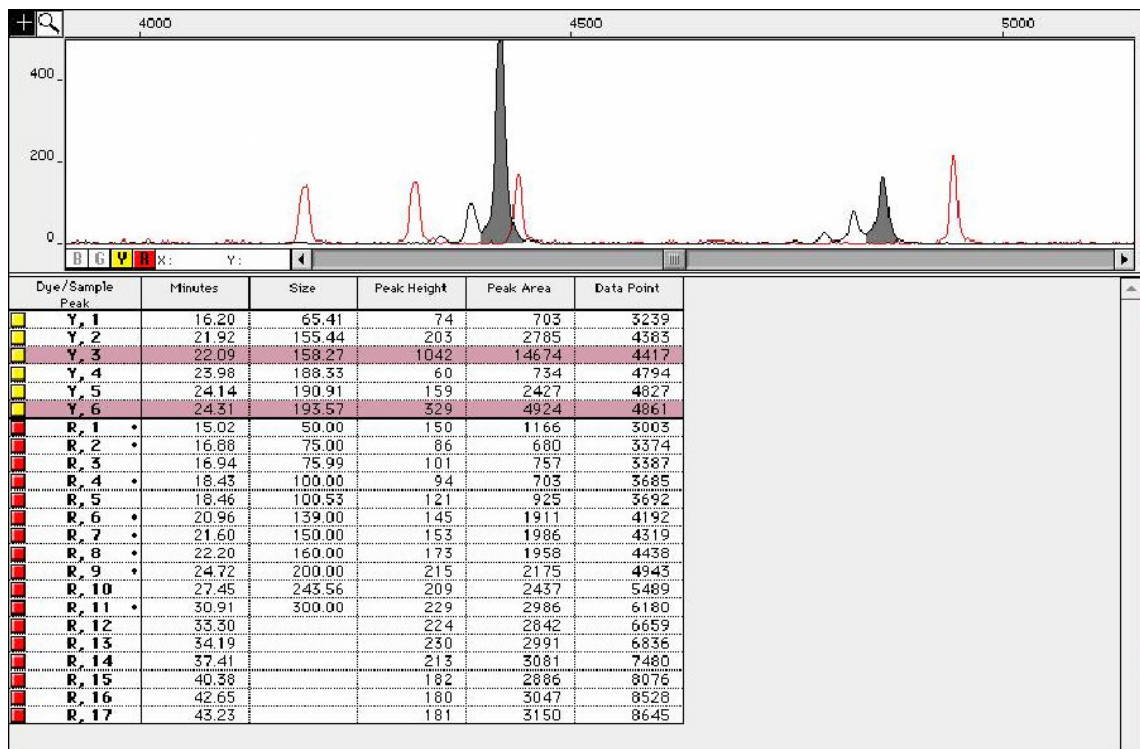 4000 4500 5000
400
200
0
B G Y R X: Y:
Dye/Sample Peak Minutes Size Peak Height Peak Area Data Point
Y, 1 16.20 65.41 74 703 3239
Y, 2 21.92 155.44 203 2785 4383
Y, 3 22.09 158.27 1042 14674 4417
Y, 4 23.98 188.33 60 734 4794
Y, 5 24.14 190.91 159 2427 4827
Y, 6 24.31 193.57 329 4924 4861
R, 1 • 15.02 50.00 150 1166 3003
R, 2 • 16.88 75.00 86 680 3374
R, 3 16.94 75.99 101 757 3387
R, 4 • 18.43 100.00 94 703 3685
R, 5 18.46 100.53 121 925 3692
R, 6 • 20.96 139.00 145 1911 4192
R, 7 • 21.60 150.00 153 1986 4319
R, 8 • 22.20 160.00 173 1958 4438
R, 9 • 24.72 200.00 215 2175 4943
R, 10 27.45 243.56 209 2437 5489
R, 11 • 30.91 300.00 229 2986 6180
R, 12 33.30 224 2842 6659
R, 13 34.19 230 2991 6836
R, 14 37.41 213 3081 7480
R, 15 40.38 182 2886 8076
R, 16 42.65 180 3047 8528
R, 17 43.23 181 3150 8645